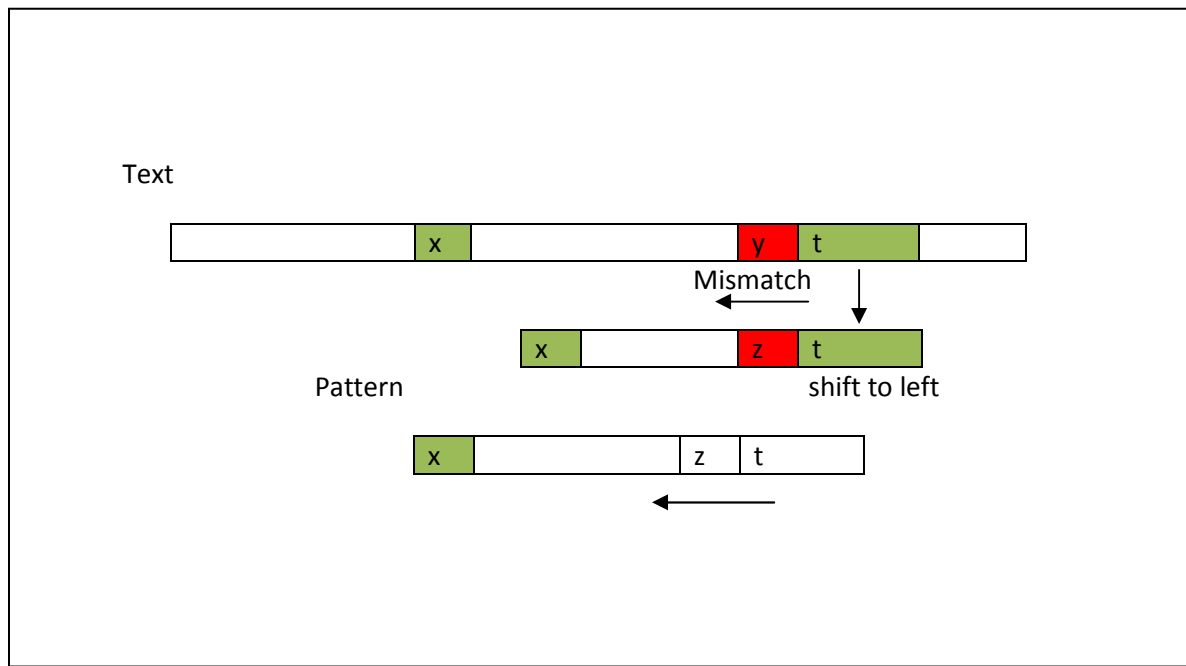 Text
x y t
Mismatch
x z t
Pattern shift to left
x z t